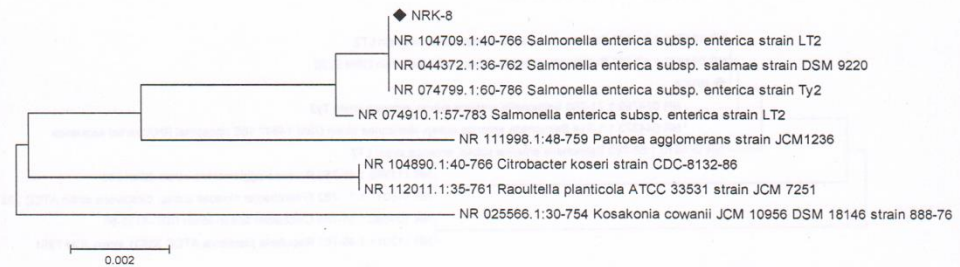 NRK-8
NR 104709.1:40-766 Salmonella enterica subsp. enterica strain LT2
NR 044372.1:36-762 Salmonella enterica subsp. salamae strain DSM 9220
NR 074799.1:60-786 Salmonella enterica subsp. enterica strain Ty2
NR 074910.1:57-783 Salmonella enterica subsp. enterica strain LT2
NR 111998.1:48-759 Pantoea agglomerans strain JCM1236
NR 104890.1:40-766 Citrobacter koseri strain CDC-8132-86
NR 112011.1:35-761 Raoultella planticola ATCC 33531 strain JCM 7251
NR 025566.1:30-754 Kosakonia cowanii JCM 10956 DSM 18146 strain 888-76
0.002